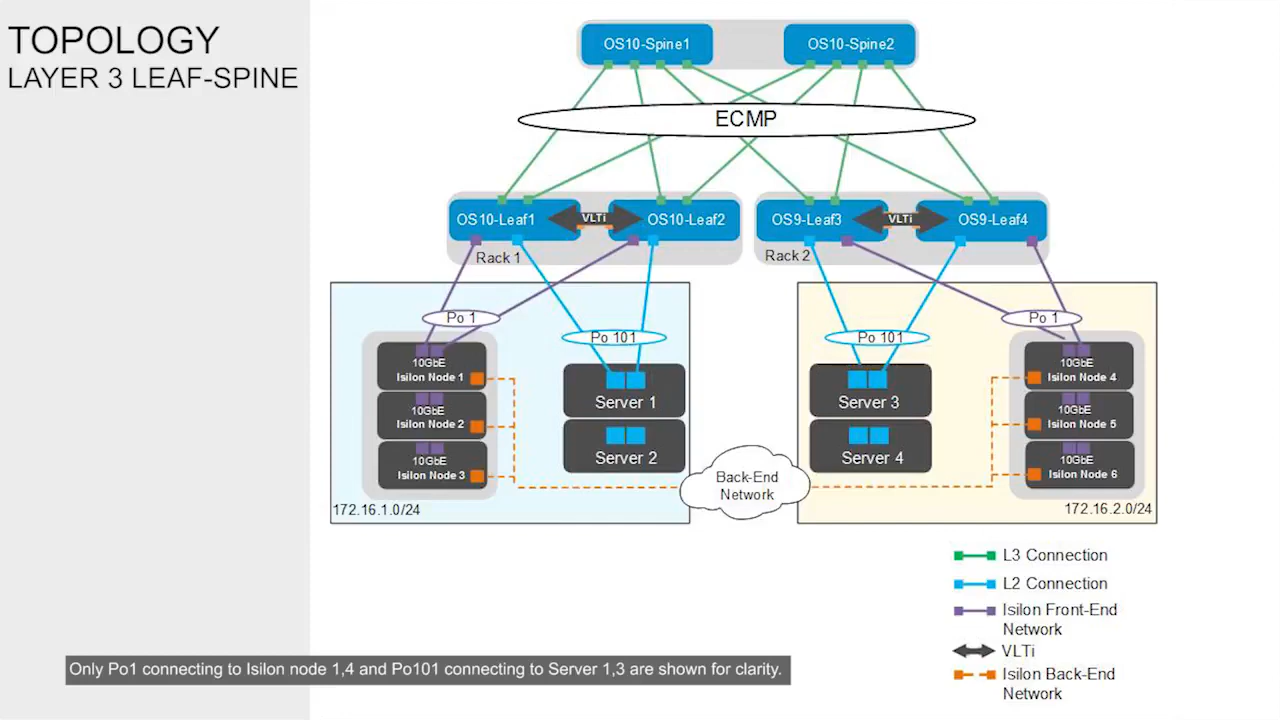 TOPOLOGY
LAYER 3 LEAF-SPINE
OS10-Spine1
OS10-Spine2
ECMP
OS10-Leaf1
VLTi
OS10-Leaf2
OS9-Leaf3
VLTi
OS9-Leaf4
Rack 1
Rack 2
Po 1
Po 101
Po 101
Po 1
10GbE
Isilon Node 1
10GbE
Isilon Node 2
10GbE
Isilon Node 3
Server 1
Server 2
Server 3
Server 4
10GbE
Isilon Node 4
10GbE
Isilon Node 5
10GbE
Isilon Node 6
Back-End
Network
172.16.1.0/24
172.16.2.0/24
L3 Connection
L2 Connection
Isilon Front-End
Network
VLTi
Isilon Back-End
Network
Only Po1 connecting to Isilon node 1,4 and Po101 connecting to Server 1,3 are shown for clarity.